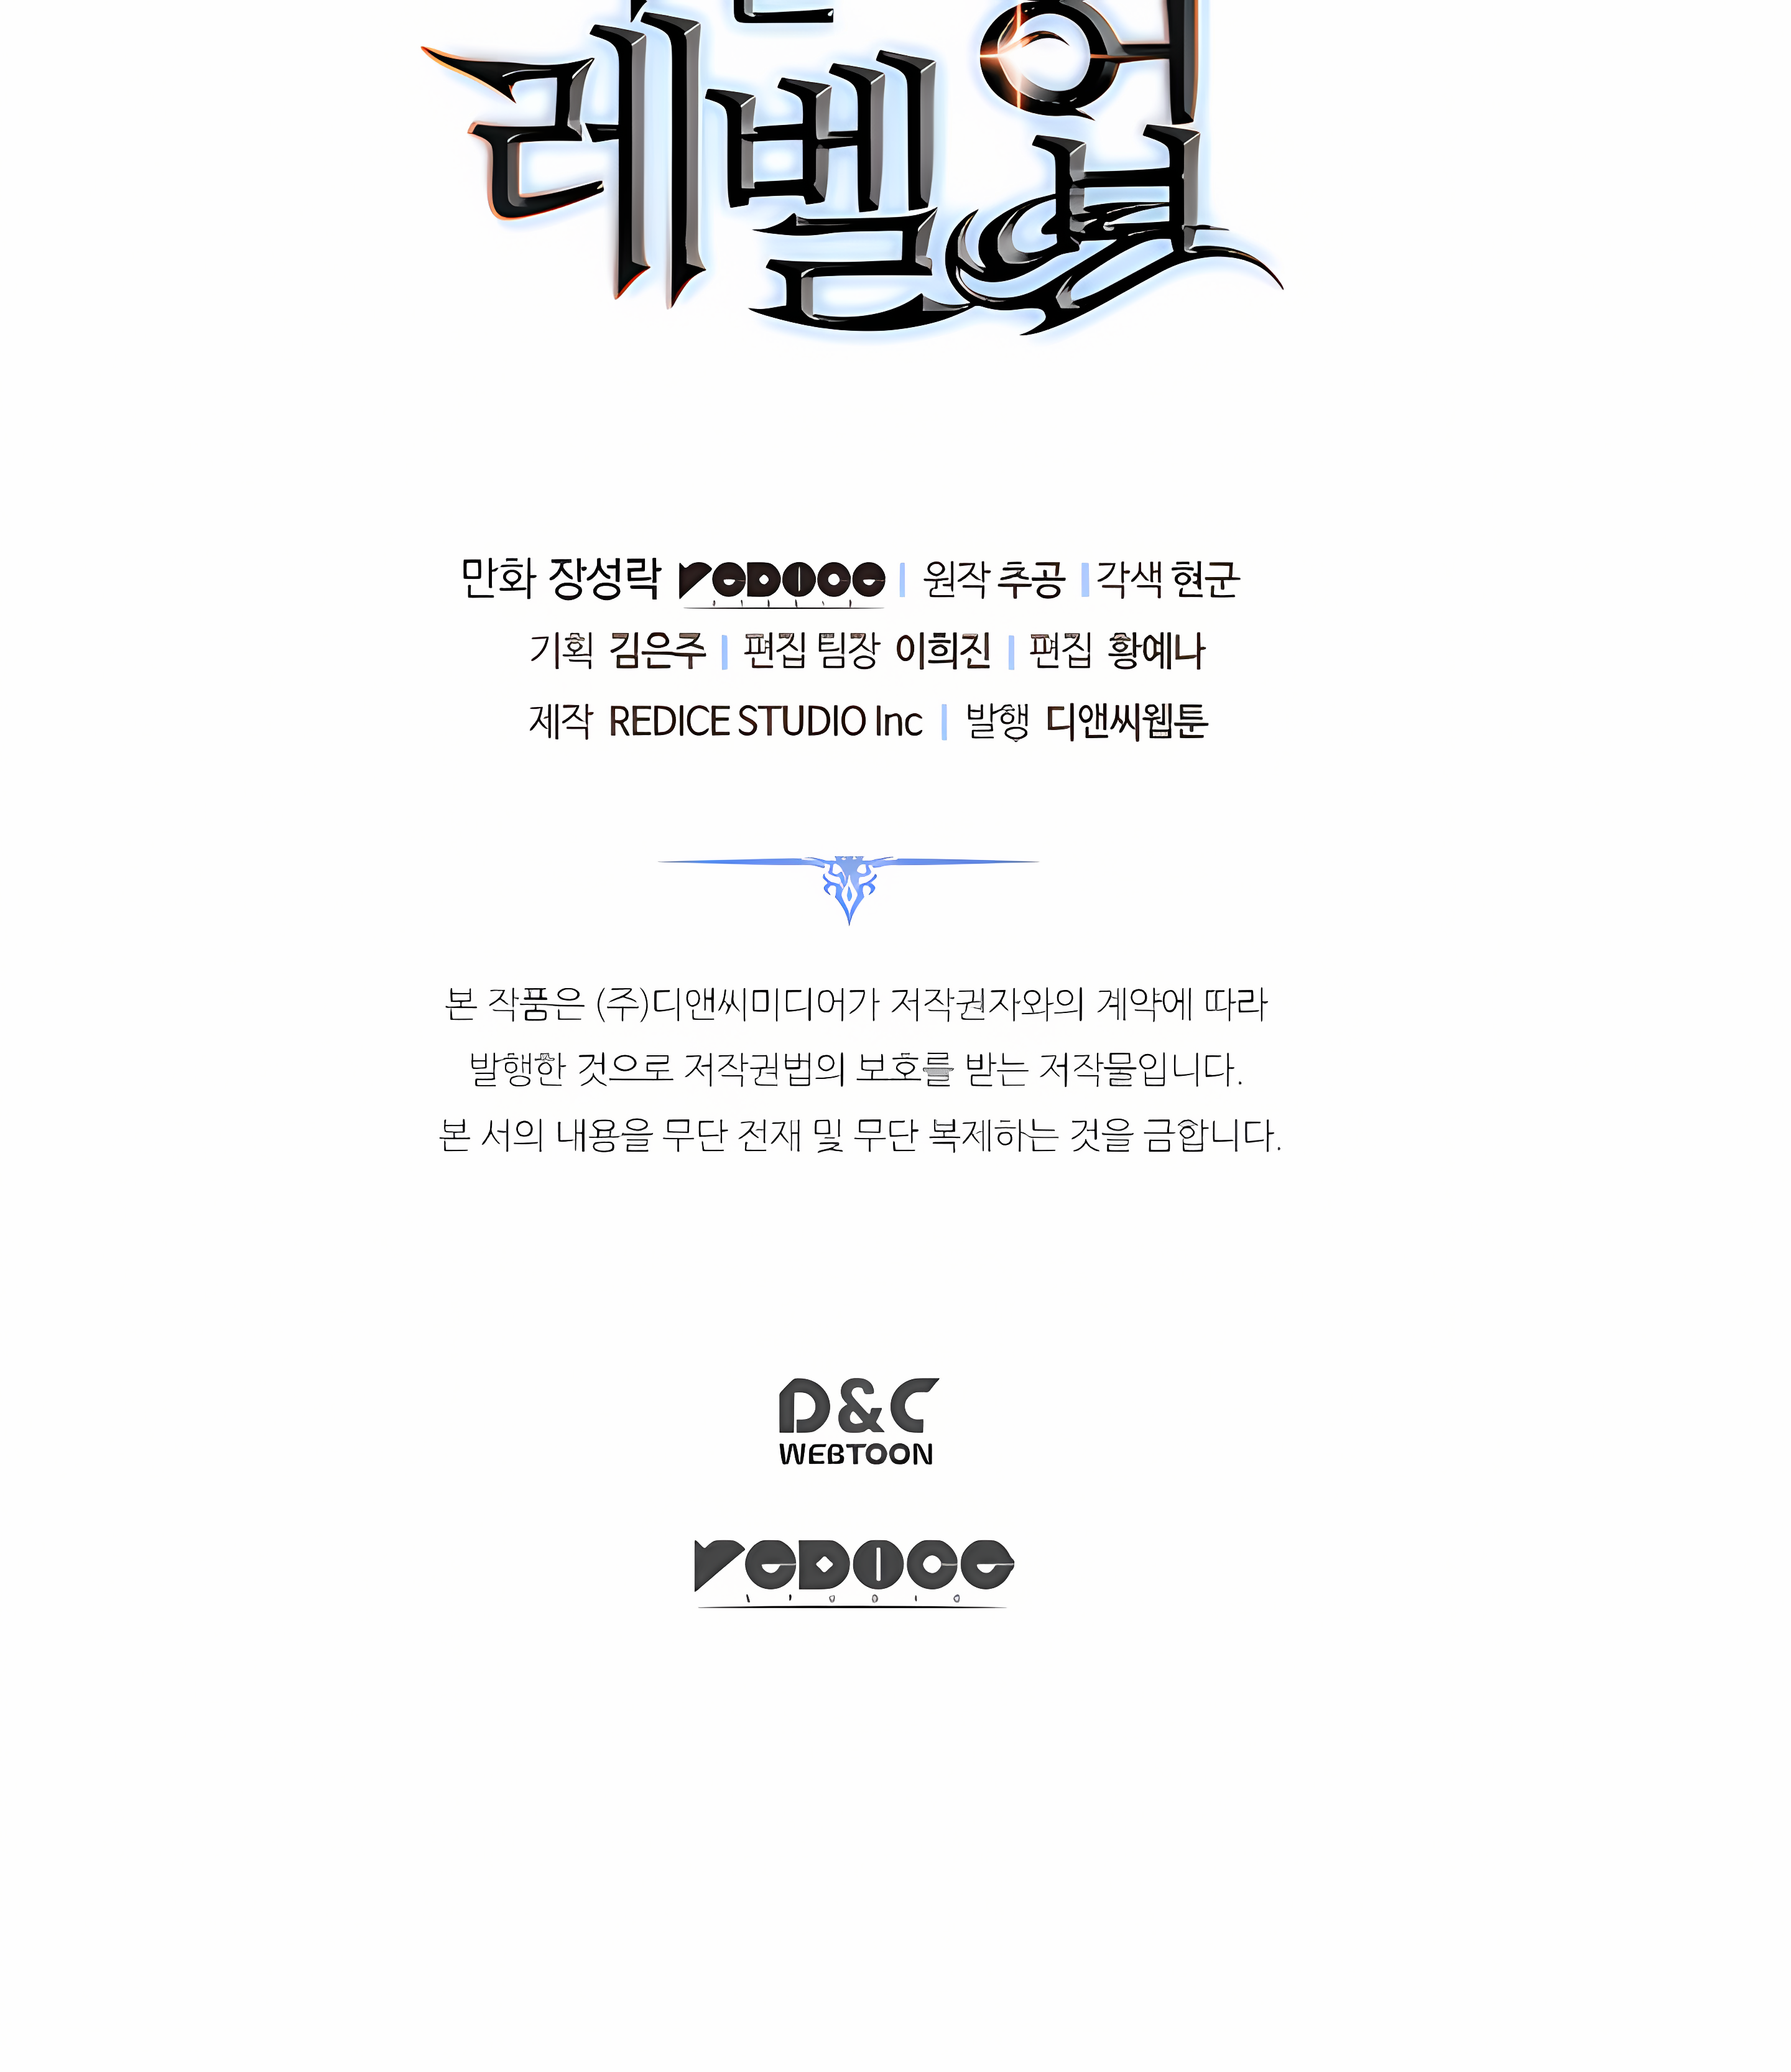 레벨업
만화 장성락 REDICE | 원작 추공 | 각색 현군
기획 김은주 | 편집 팀장 이희진 | 편집 황예나
제작 REDICE STUDIO Inc | 발행 디앤씨웹툰
본 작품은 (주)디앤씨미디어가 저작권자와의 계약에 따라
발행한 것으로 저작권법의 보호를 받는 저작물입니다.
본 서의 내용을 무단 전재 및 무단 복제하는 것을 금합니다.
D&C
WEBTOON
REDICE